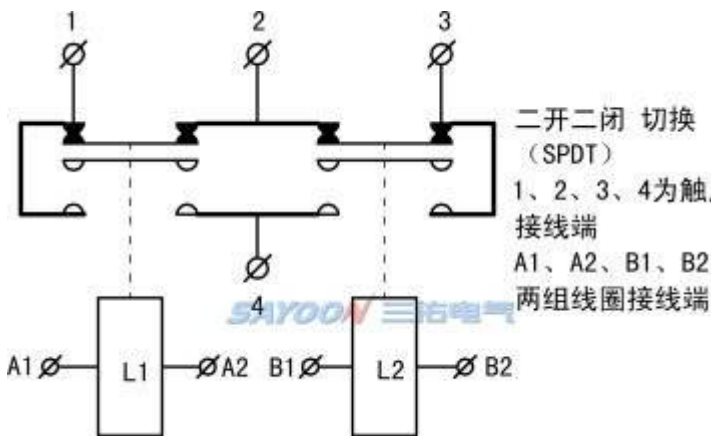 1 2 3
二开二闭 切换
（SPDT）
1、2、3、4为触
接线端
A1、A2、B1、B2
两组线圈接线端
4
SAYOON 三佑电气
A1 L1 A2 B1 L2 B2